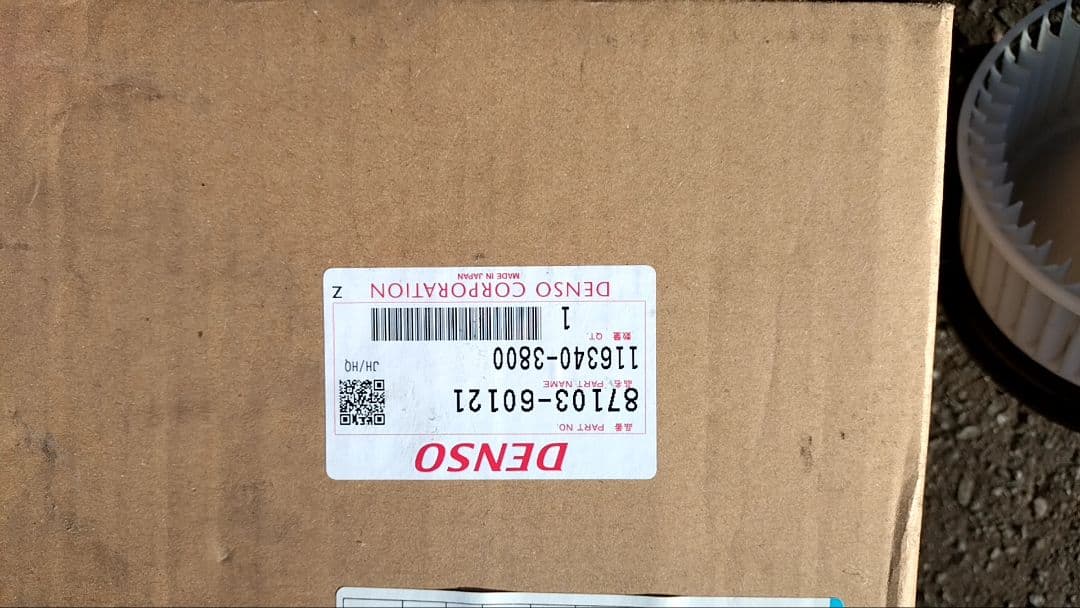 DENSO
品番 PART NO.
87103-60121
品名 PART NAME
116340-3800
JH/HQ
数量 QT.
1
DENSO CORPORATION
Z
MADE IN JAPAN